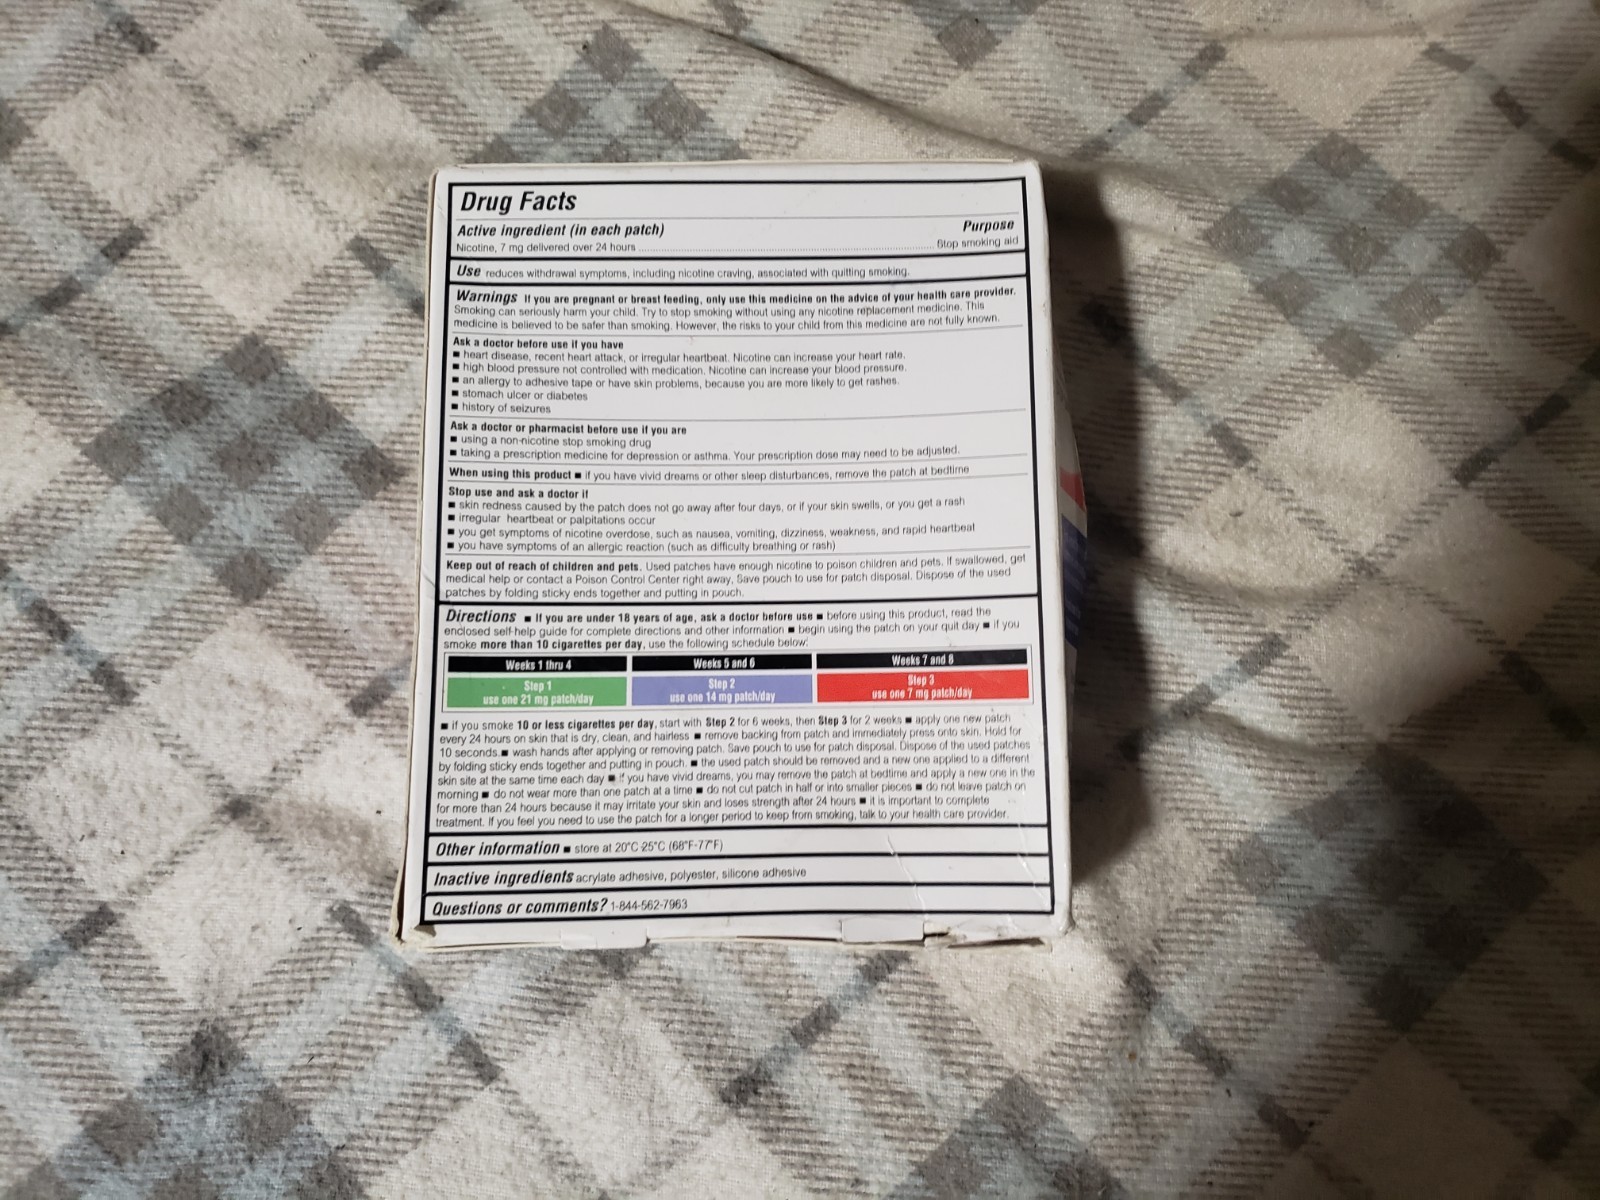 Drug Facts
Active ingredient (in each patch) Purpose
Nicotine, 7 mg delivered over 24 hours ........ Stop smoking aid
Use reduces withdrawal symptoms, including nicotine craving, associated with quitting smoking.
Warnings If you are pregnant or breast feeding, only use this medicine on the advice of your health care provider.
Smoking can seriously harm your child. Try to stop smoking without using any nicotine replacement medicine. This
medicine is believed to be safer than smoking. However, the risks to your child from this medicine are not fully known.
Ask a doctor before use if you have
■ heart disease, recent heart attack, or irregular heartbeat. Nicotine can increase your heart rate.
■ high blood pressure not controlled with medication. Nicotine can increase your blood pressure.
■ an allergy to adhesive tape or have skin problems, because you are more likely to get rashes.
■ stomach ulcer or diabetes
■ history of seizures
Ask a doctor or pharmacist before use if you are
■ using a non-nicotine stop smoking drug
■ taking a prescription medicine for depression or asthma. Your prescription dose may need to be adjusted.
When using this product ■ if you have vivid dreams or other sleep disturbances, remove the patch at bedtime
Stop use and ask a doctor if
■ skin redness caused by the patch does not go away after four days, or if your skin swells, or you get a rash
■ irregular heartbeat or palpitations occur
■ you get symptoms of nicotine overdose, such as nausea, vomiting, dizziness, weakness, and rapid heartbeat
■ you have symptoms of an allergic reaction (such as difficulty breathing or rash)
Keep out of reach of children and pets. Used patches have enough nicotine to poison children and pets. If swallowed, get
medical help or contact a Poison Control Center right away. Save pouch to use for patch disposal. Dispose of the used
patches by folding sticky ends together and putting in pouch.
Directions ■ If you are under 18 years of age, ask a doctor before use ■ before using this product, read the
enclosed self-help guide for complete directions and other information ■ begin using the patch on your quit day ■ if you
smoke more than 10 cigarettes per day, use the following schedule below:
Weeks 1 thru 4 Weeks 5 and 6 Weeks 7 and 8
Step 1 Step 2 Step 3
use one 21 mg patch/day use one 14 mg patch/day use one 7 mg patch/day
■ if you smoke 10 or less cigarettes per day, start with Step 2 for 6 weeks, then Step 3 for 2 weeks ■ apply one new patch
every 24 hours on skin that is dry, clean, and hairless ■ remove backing from patch and immediately press onto skin. Hold for
10 seconds. ■ wash hands after applying or removing patch. Save pouch to use for patch disposal. Dispose of the used patches
by folding sticky ends together and putting in pouch. ■ the used patch should be removed and a new one applied to a different
skin site at the same time each day ■ if you have vivid dreams, you may remove the patch at bedtime and apply a new one in the
morning ■ do not wear more than one patch at a time ■ do not cut patch in half or into smaller pieces ■ do not leave patch on
for more than 24 hours because it may irritate your skin and loses strength after 24 hours ■ it is important to complete
treatment. If you feel you need to use the patch for a longer period to keep from smoking, talk to your health care provider.
Other information ■ store at 20°C 25°C (68°F-77°F)
Inactive ingredients acrylate adhesive, polyester, silicone adhesive
Questions or comments? 1-844-562-7963